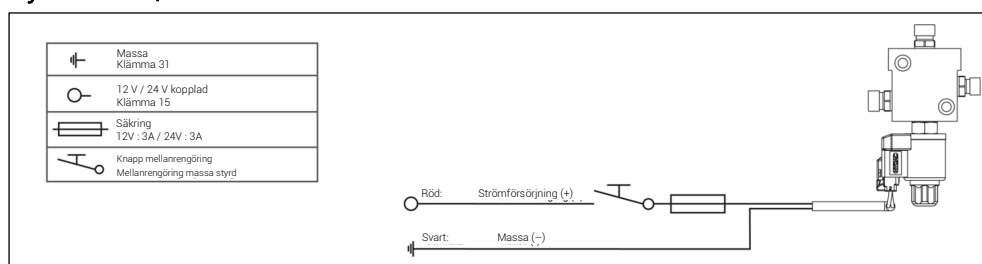 Massa
Klämma 31
12 V / 24 V kopplad
Klämma 15
Säkring
12V : 3A / 24V : 3A
Knapp mellanrengöring
Mellanrengöring massa styrd
Röd: Strömförsörjning (+)
Svart: Massa (−)